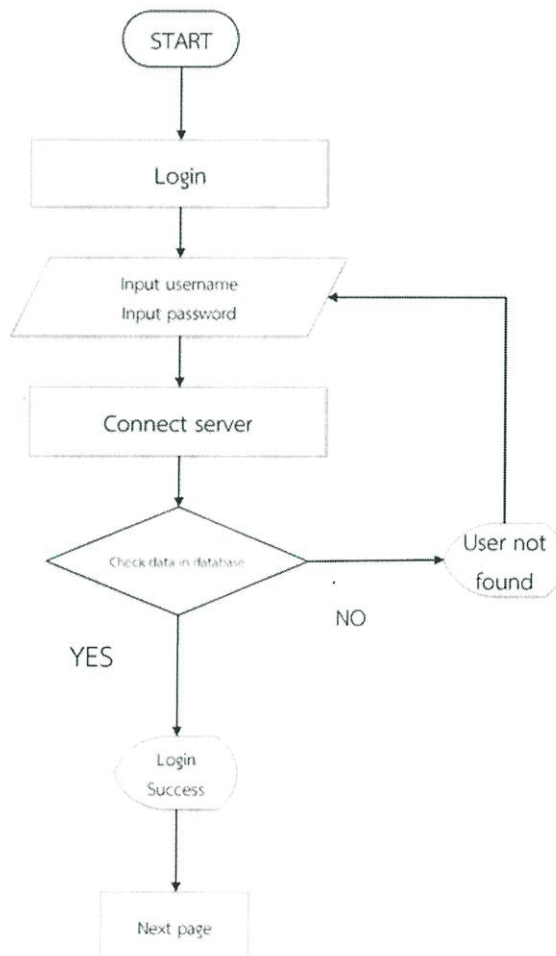 START
Login
Input username
Input password
Connect server
Check data in database
User not
found
NO
YES
Login
Success
Next page